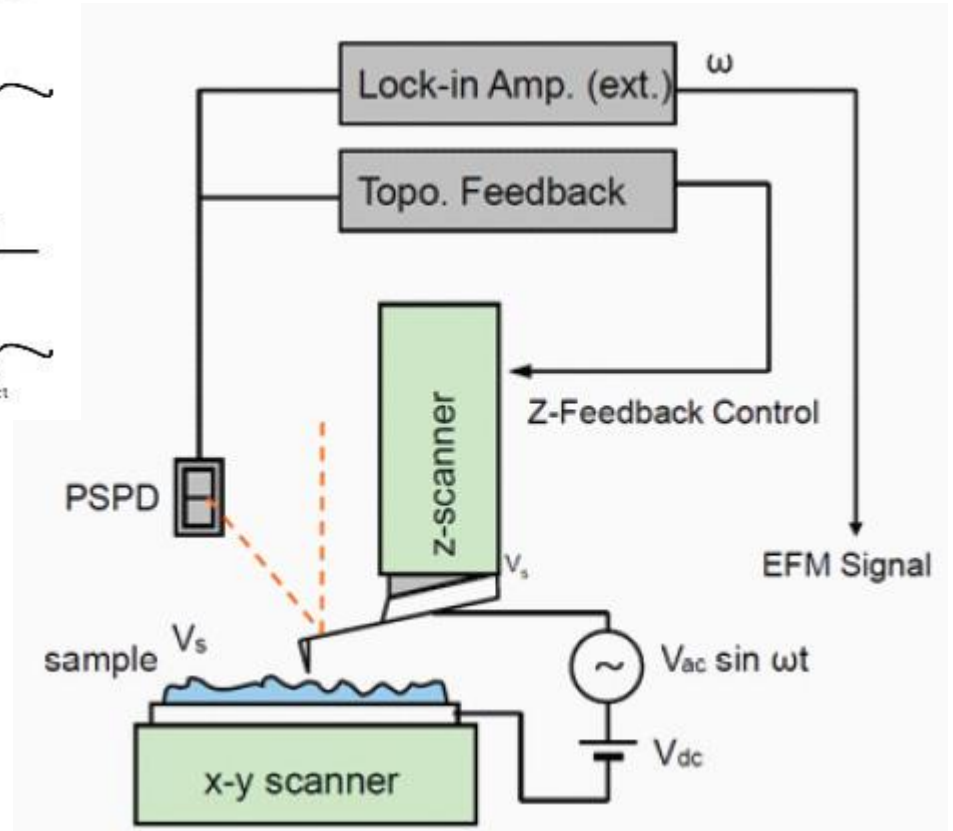 Lock-in Amp. (ext.)
ω
Topo. Feedback
z-scanner
Z-Feedback Control
PSPD
EFM Signal
Vs
Vs
sample
Vac sin ωt
Vdc
x-y scanner